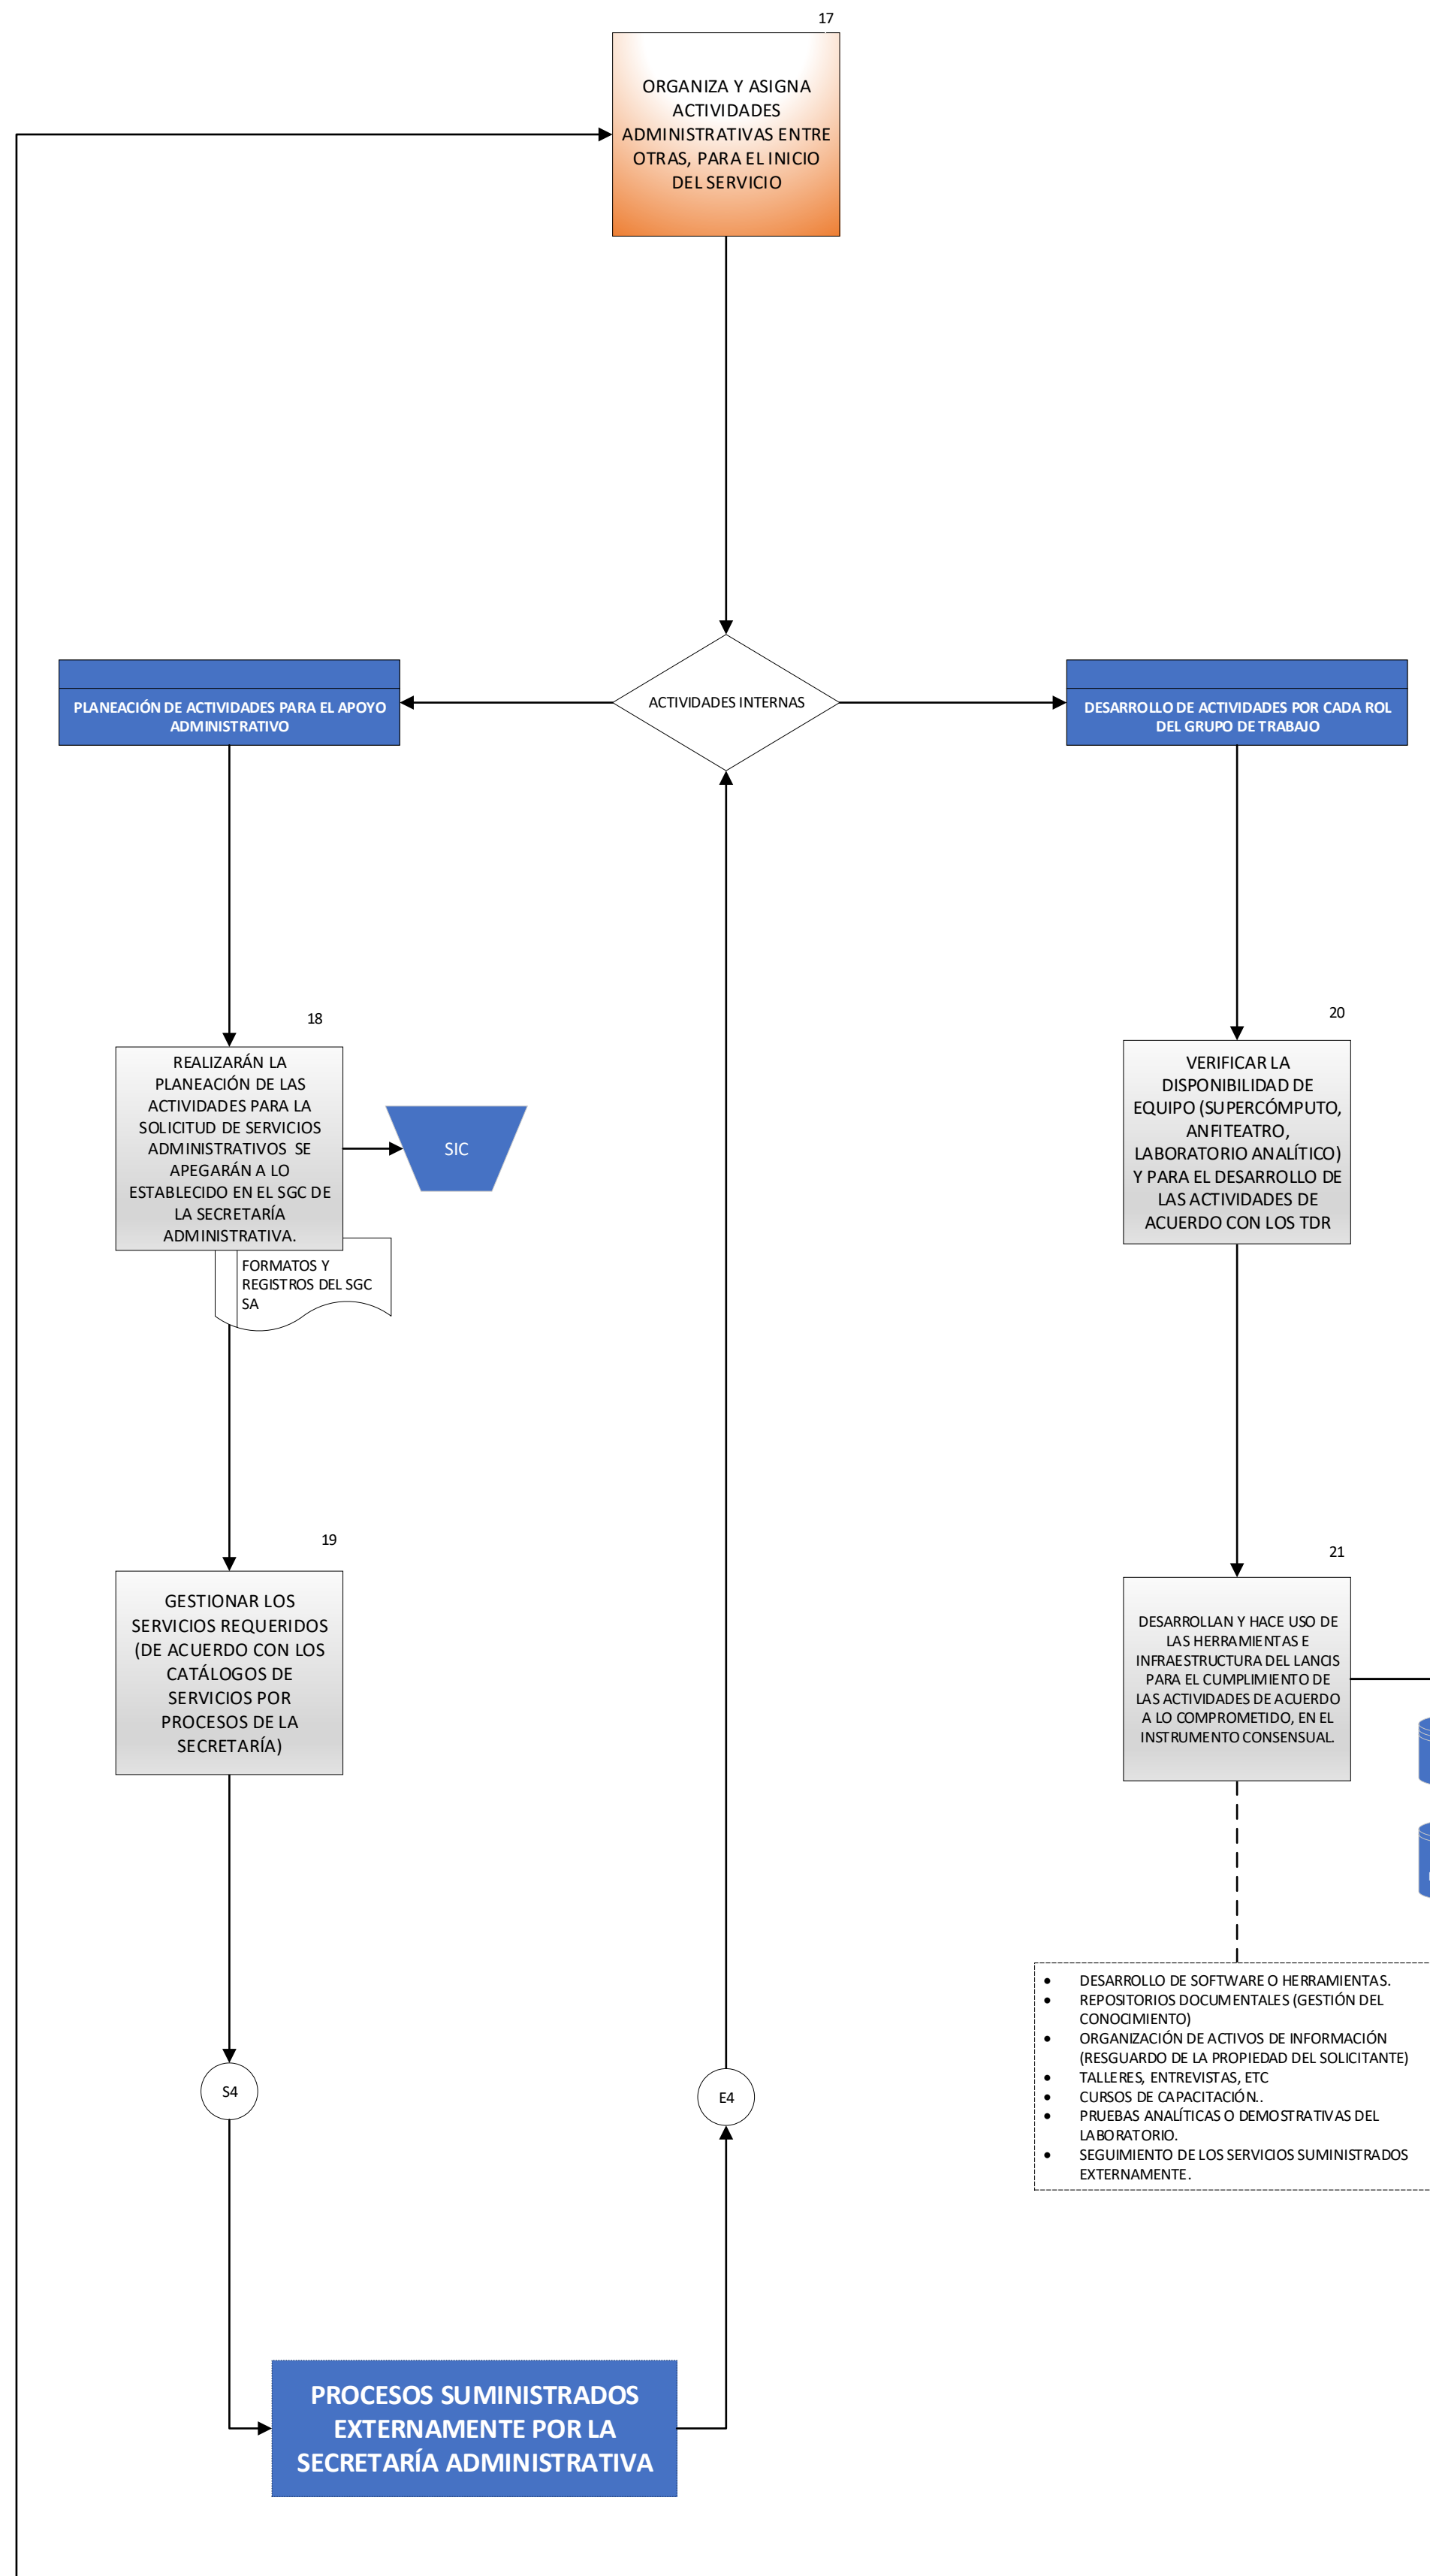 17
ORGANIZA Y ASIGNA
ACTIVIDADES
ADMINISTRATIVAS ENTRE
OTRAS, PARA EL INICIO
DEL SERVICIO
PLANEACIÓN DE ACTIVIDADES PARA EL APOYO
ADMINISTRATIVO
ACTIVIDADES INTERNAS
DESARROLLO DE ACTIVIDADES POR CADA ROL
DEL GRUPO DE TRABAJO
18
REALIZARÁN LA
PLANEACIÓN DE LAS
ACTIVIDADES PARA LA
SOLICITUD DE SERVICIOS
ADMINISTRATIVOS SE
APEGARÁN A LO
ESTABLECIDO EN EL SGC DE
LA SECRETARÍA
ADMINISTRATIVA.
SIC
FORMATOS Y
REGISTROS DEL SGC
SA
20
VERIFICAR LA
DISPONIBILIDAD DE
EQUIPO (SUPERCÓMPUTO,
ANFITEATRO,
LABORATORIO ANALÍTICO)
Y PARA EL DESARROLLO DE
LAS ACTIVIDADES DE
ACUERDO CON LOS TDR
19
GESTIONAR LOS
SERVICIOS REQUERIDOS
(DE ACUERDO CON LOS
CATÁLOGOS DE
SERVICIOS POR
PROCESOS DE LA
SECRETARÍA)
21
DESARROLLAN Y HACE USO DE
LAS HERRAMIENTAS E
INFRAESTRUCTURA DEL LANCIS
PARA EL CUMPLIMIENTO DE
LAS ACTIVIDADES DE ACUERDO
A LO COMPROMETIDO, EN EL
INSTRUMENTO CONSENSUAL.
• DESARROLLO DE SOFTWARE O HERRAMIENTAS.
• REPOSITORIOS DOCUMENTALES (GESTIÓN DEL
CONOCIMIENTO)
• ORGANIZACIÓN DE ACTIVOS DE INFORMACIÓN
(RESGUARDO DE LA PROPIEDAD DEL SOLICITANTE)
• TALLERES, ENTREVISTAS, ETC
• CURSOS DE CAPACITACIÓN..
• PRUEBAS ANALÍTICAS O DEMOSTRATIVAS DEL
LABORATORIO.
• SEGUIMIENTO DE LOS SERVICIOS SUMINISTRADOS
EXTERNAMENTE.
S4
E4
PROCESOS SUMINISTRADOS
EXTERNAMENTE POR LA
SECRETARÍA ADMINISTRATIVA